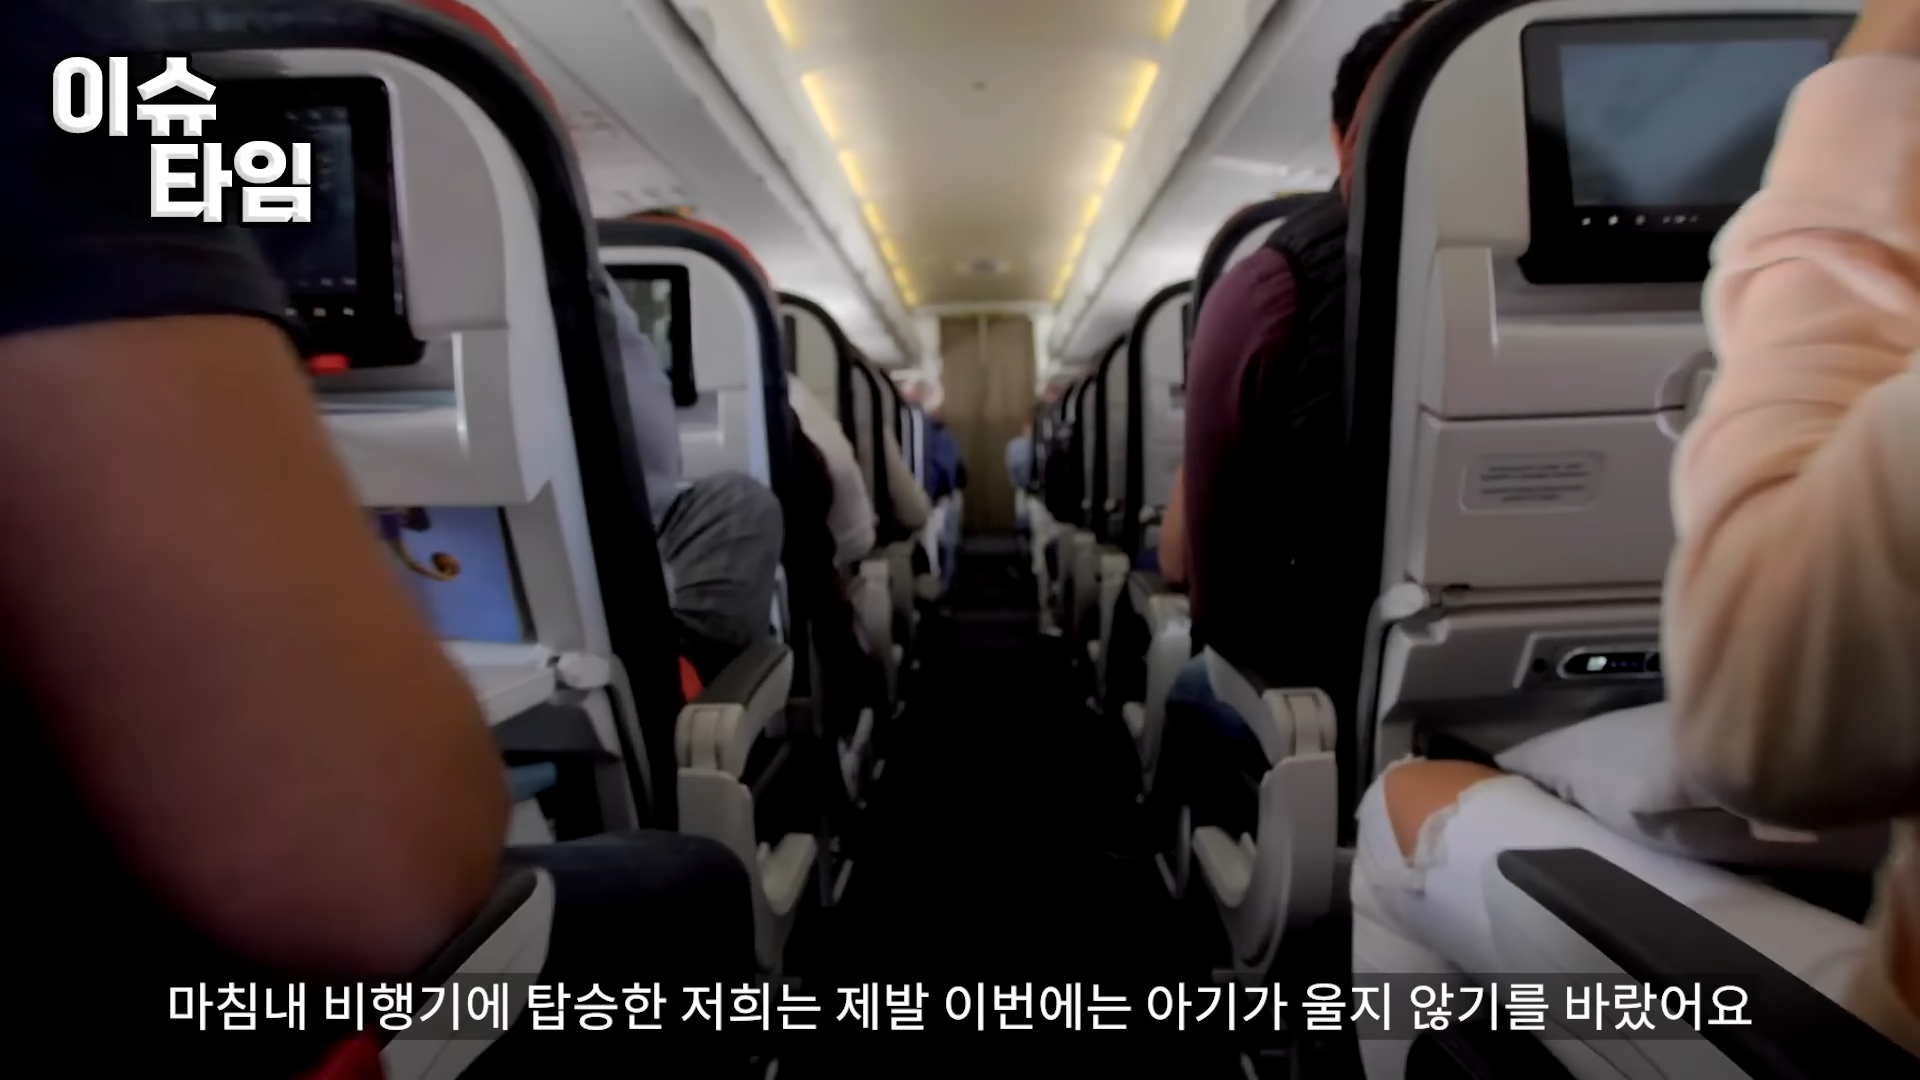 이슈
타임
마침내 비행기에 탑승한 저희는 제발 이번에는 아기가 울지 않기를 바랐어요